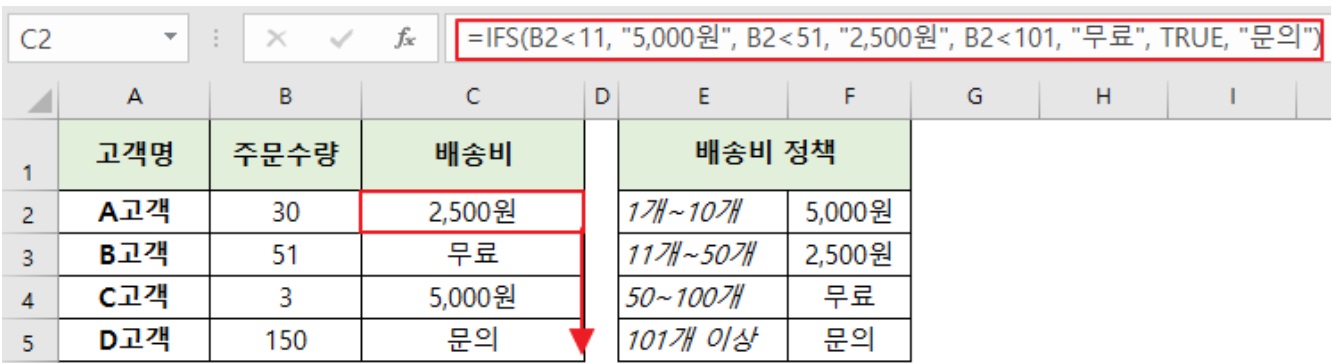 C2 fx =IFS(B2<11, "5,000원", B2<51, "2,500원", B2<101, "무료", TRUE, "문의")
A B C D E F G H I
1 고객명 주문수량 배송비 배송비 정책
2 A고객 30 2,500원 1개~10개 5,000원
3 B고객 51 무료 11개~50개 2,500원
4 C고객 3 5,000원 50~100개 무료
5 D고객 150 문의 101개 이상 문의